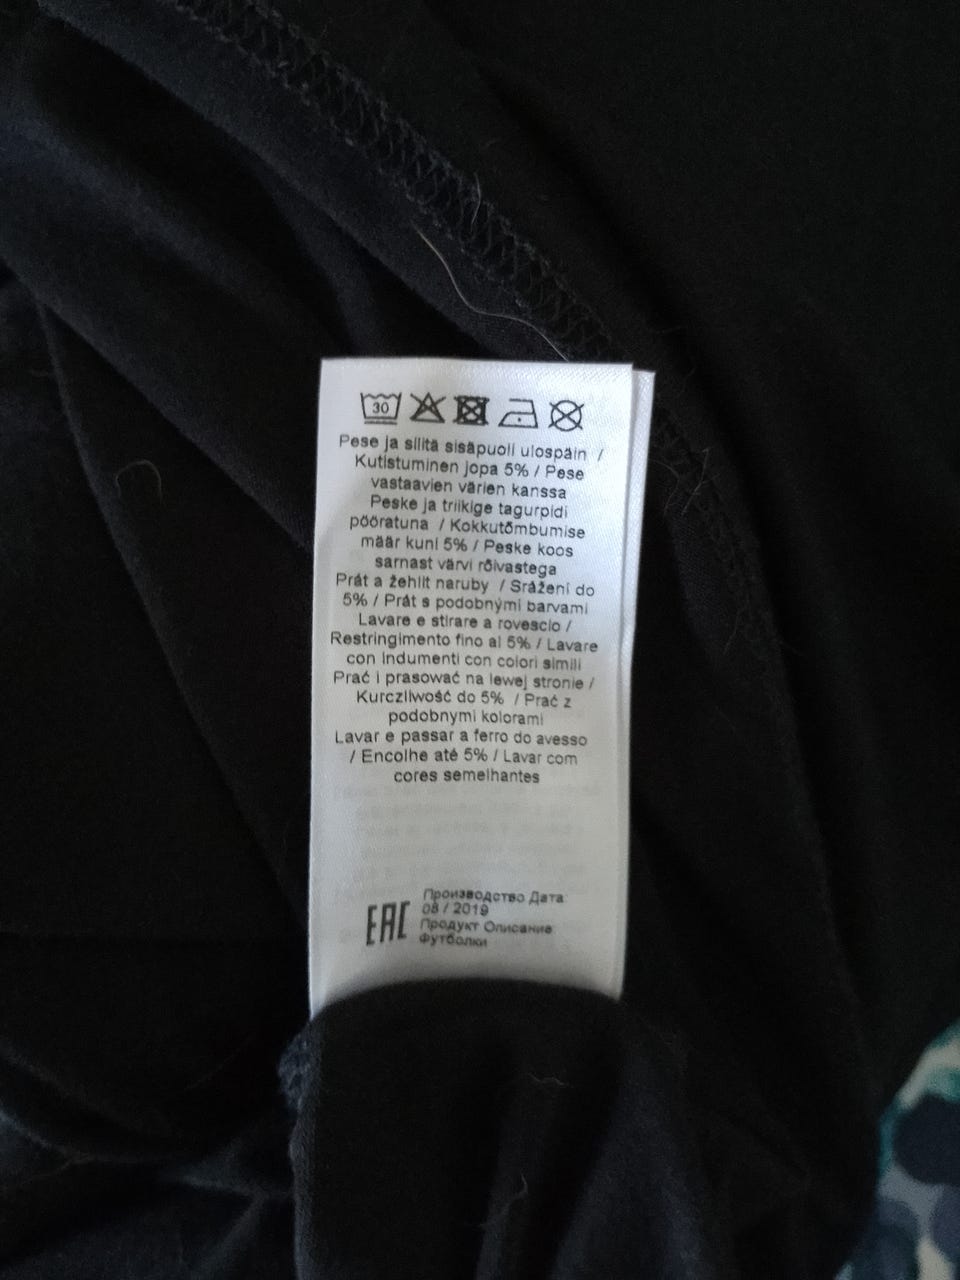 30
Pese ja silitä sisäpuoli ulospäin /
Kutistuminen jopa 5% / Pese
vastaavien värien kanssa
Peske ja triikige tagurpidi
pööratuna / Kokkutõmbumise
määr kuni 5% / Peske koos
sarnast värvi rõivastega
Prát a žehlit naruby / Srážení do
5% / Prát s podobnými barvami
Lavare e stirare a rovescio /
Restringimento fino al 5% / Lavare
con indumenti con colori simili
Prać i prasować na lewej stronie /
Kurczliwość do 5% / Prać z
podobnymi kolorami
Lavar e passar a ferro do avesso
/ Encolhe até 5% / Lavar com
cores semelhantes
EAC
Производство Дата
08 / 2019
Продукт Описание
Футболки